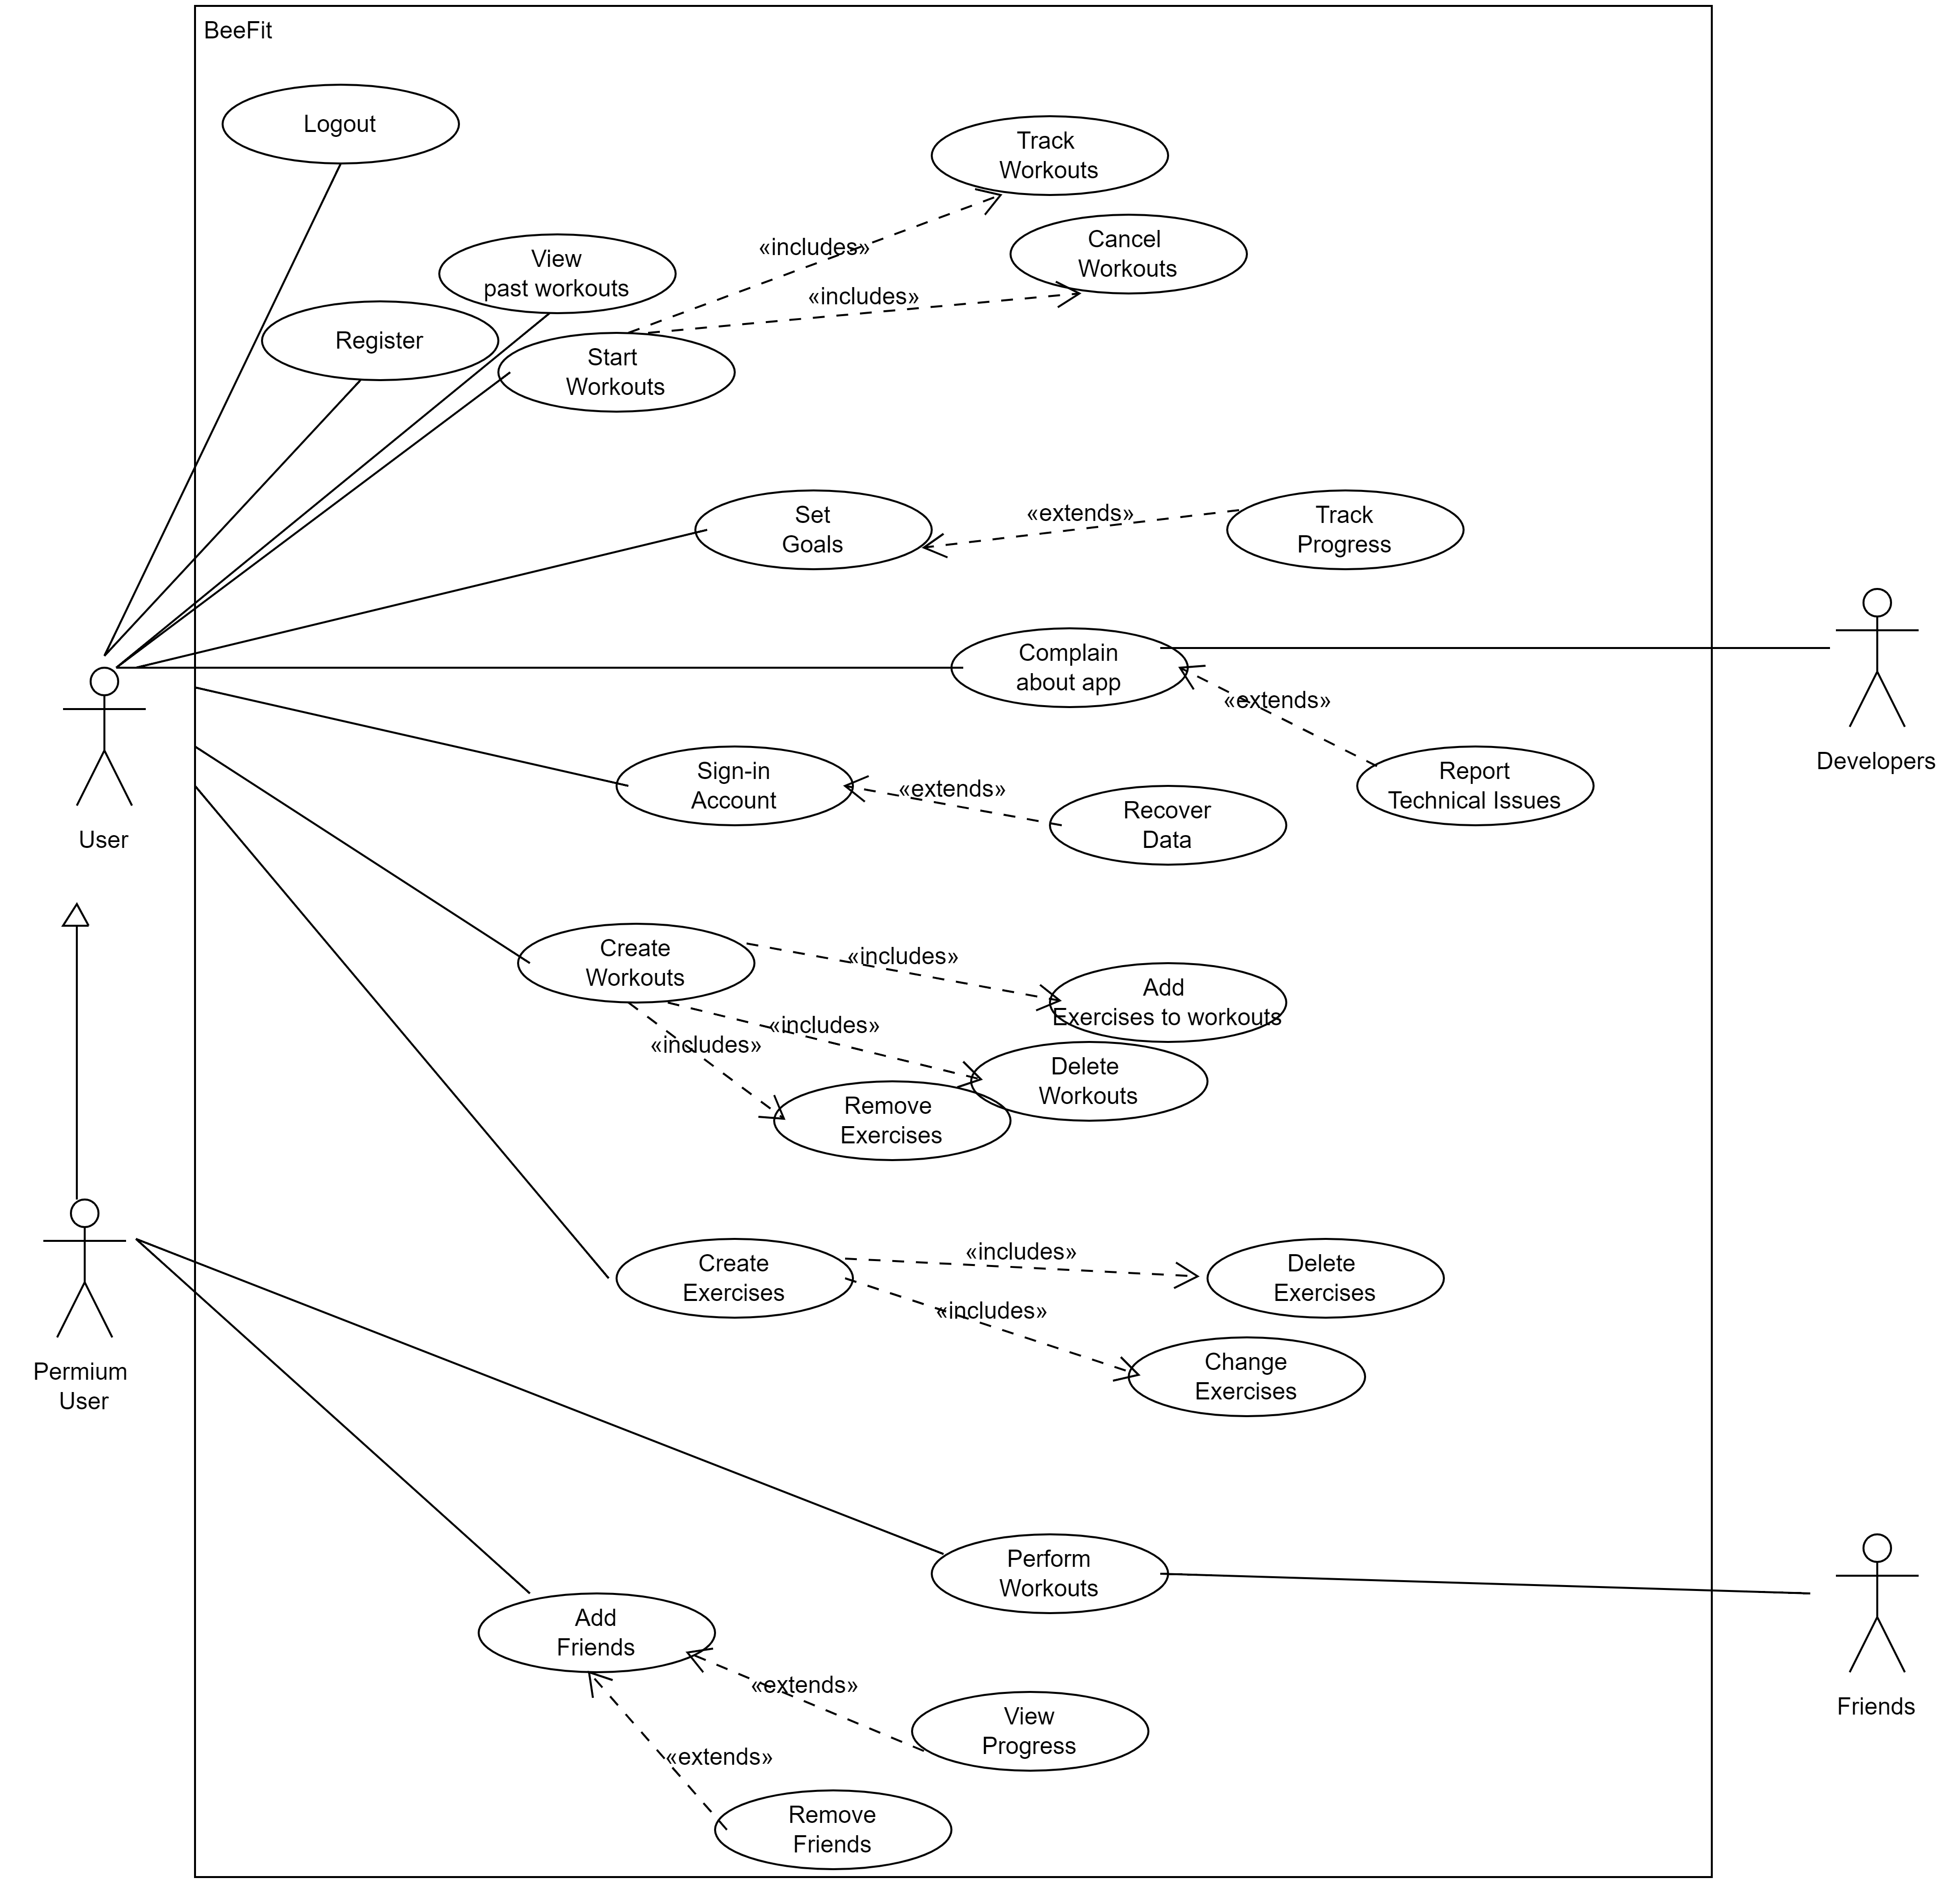 BeeFit
Logout
Track
Workouts
Cancel
Workouts
View
past workouts
«includes»
«includes»
Register
Start
Workouts
Set
Goals
«extends»
Track
Progress
Complain
about app
«extends»
Developers
Sign-in
Account
«extends»
Recover
Data
Report
Technical Issues
User
Create
Workouts
«includes»
Add
Exercises to workouts
«includes»
«includes»
Delete
Workouts
Remove
Exercises
Create
Exercises
«includes»
Delete
Exercises
«includes»
Change
Exercises
Permium
User
Perform
Workouts
Add
Friends
«extends»
View
Progress
Friends
«extends»
Remove
Friends